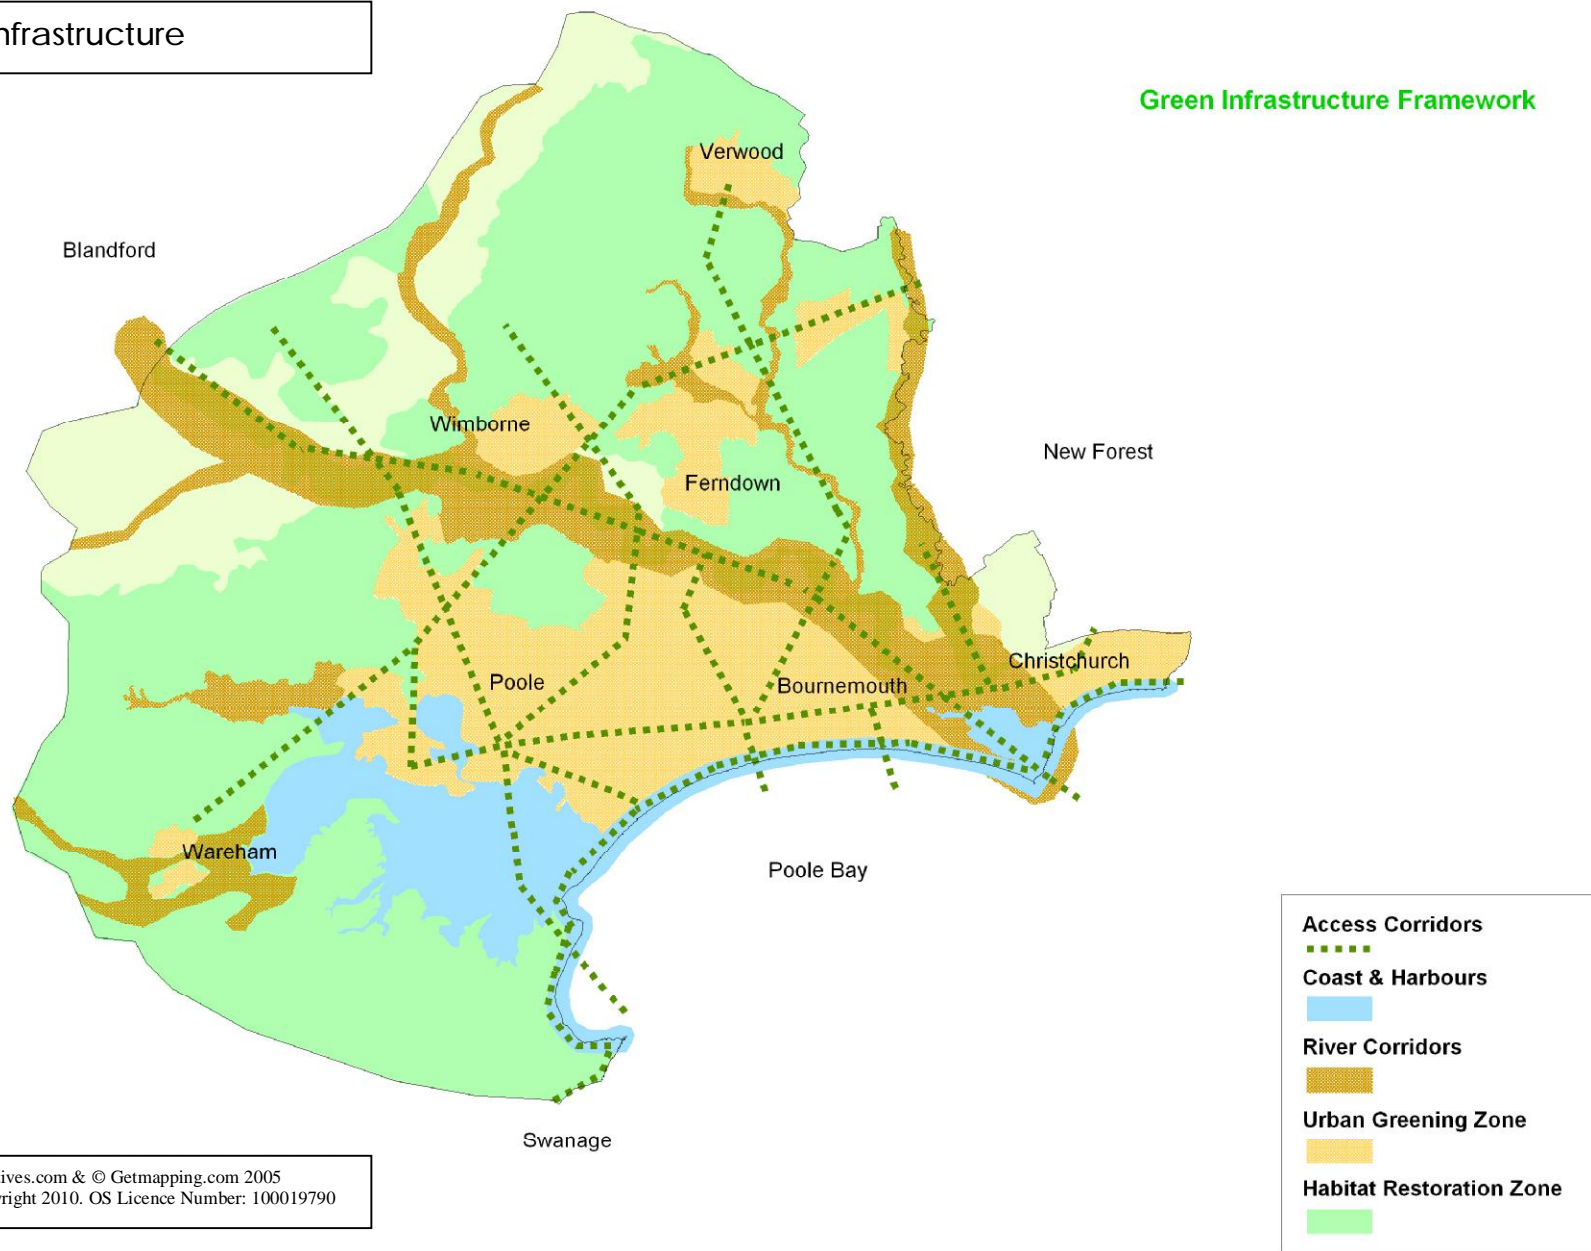 nfrastructure
Green Infrastructure Framework
Verwood
Blandford
Wimborne
New Forest
Ferndown
Christchurch
Poole
Bournemouth
Wareham
Poole Bay
Swanage
Access Corridors
Coast & Harbours
River Corridors
Urban Greening Zone
Habitat Restoration Zone
tives.com & © Getmapping.com 2005
right 2010. OS Licence Number: 100019790